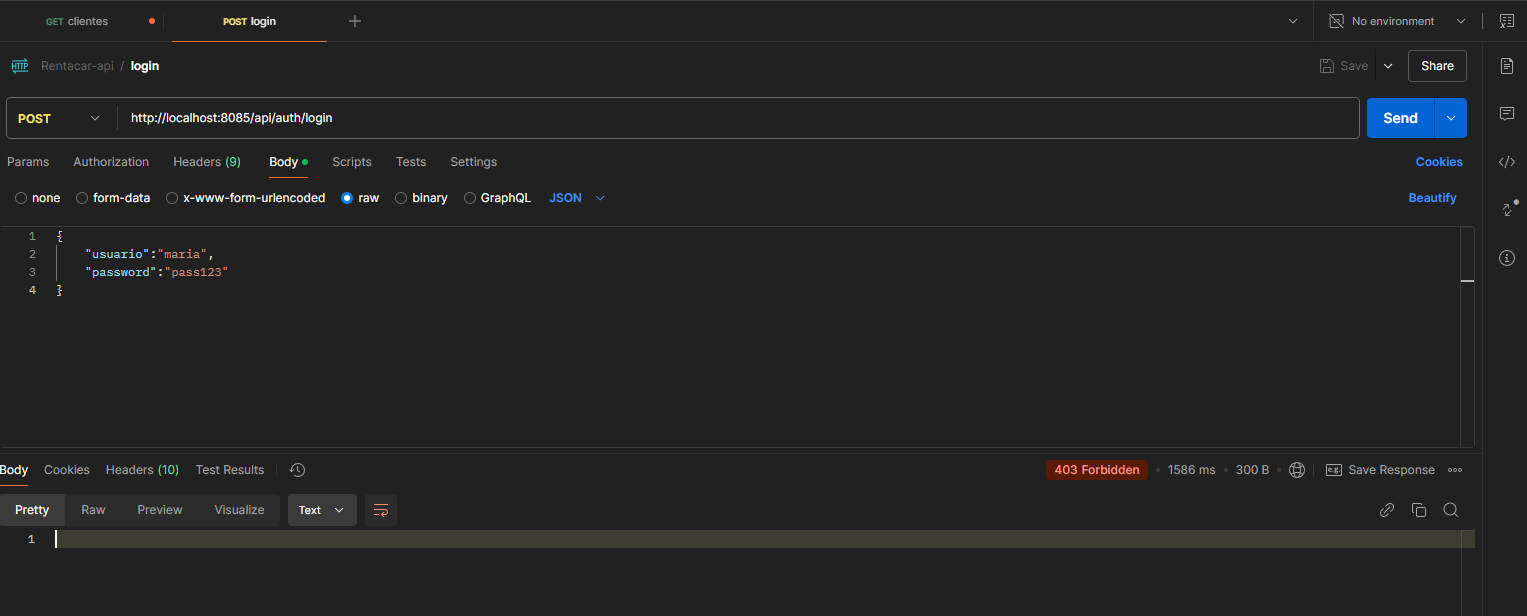 GET clientes POST login No environment
HTTP Rentacar-api / login Save Share
POST http://localhost:8085/api/auth/login Send
Params Authorization Headers (9) Body Scripts Tests Settings Cookies
none form-data x-www-form-urlencoded raw binary GraphQL JSON Beautify
1 {
2 "usuario":"maria",
3 "password":"pass123"
4 }
Body Cookies Headers (10) Test Results 403 Forbidden 1586 ms 300 B e.g. Save Response
Pretty Raw Preview Visualize Text
1